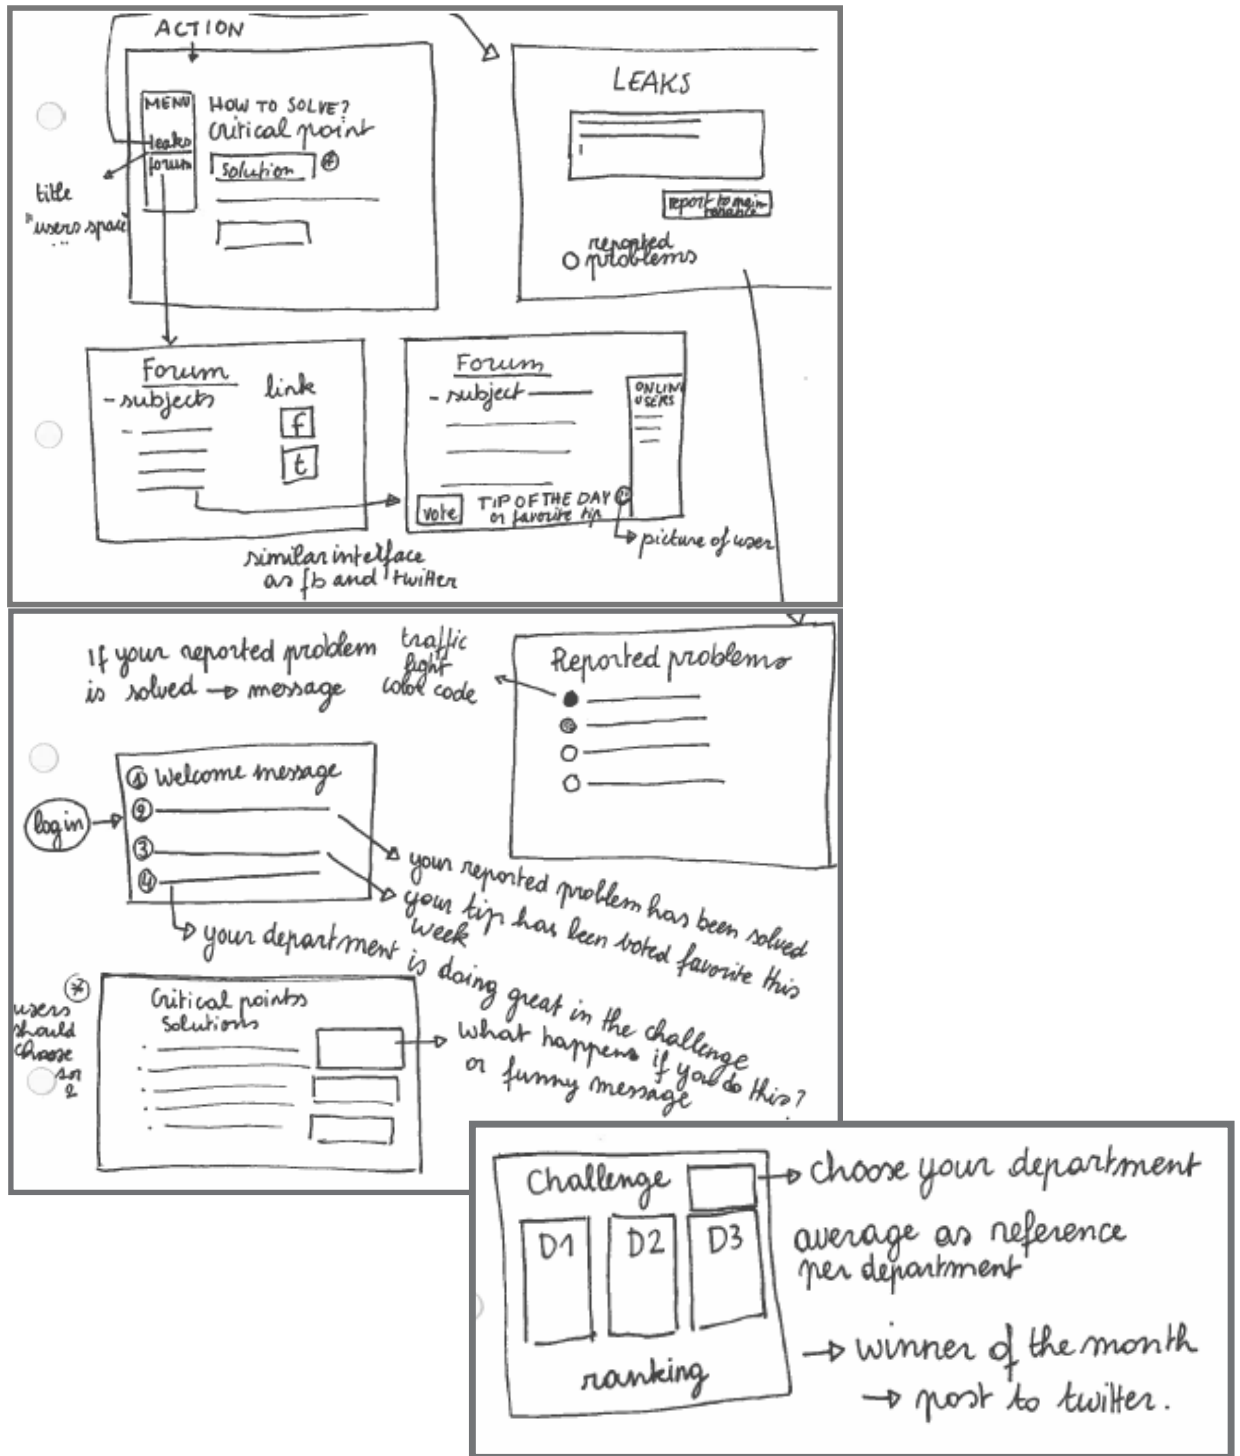 ACTION
MENU
leaks
forum
title
"users space"
...
HOW TO SOLVE?
Critical point
Solution
*
LEAKS
report to main-
tenance
reported
problems
Forum
- subjects
link
f
t
similar interface
as fb and twitter
Forum
- subject
ONLIN
USERS
vote
TIP OF THE DAY
or favorite tip
picture of user
If your reported problem
is solved → message
traffic
light
color code
Reported problems
login
1 Welcome message
2
3
4
your reported problem has been solved
your tip has been voted favorite this
week
your department is doing great in the challenge
*
users
should
choose
1 or
2
Critical points
Solutions
what happens if you do this?
or funny message
Challenge
D1
D2
D3
ranking
choose your department
average as reference
per department
→ winner of the month
→ post to twitter.